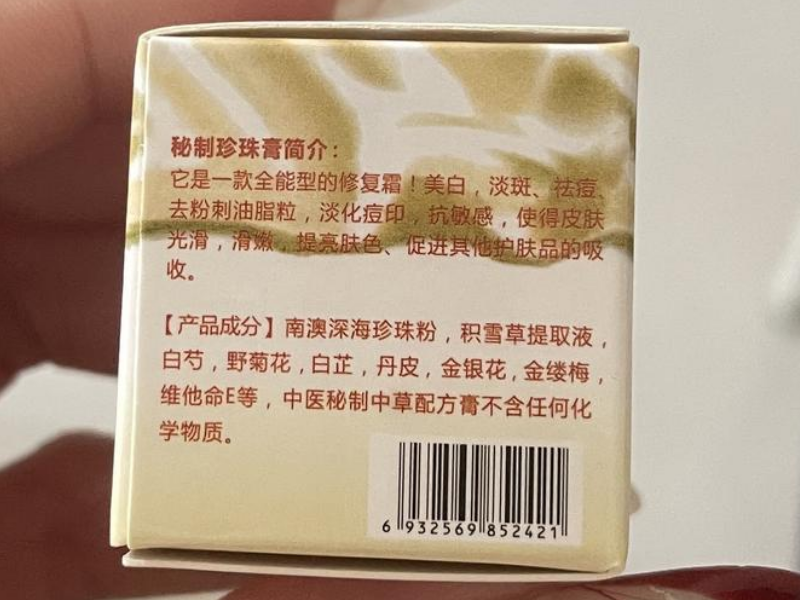 秘制珍珠膏简介：
它是一款全能型的修复霜！美白，淡斑、祛痘、
去粉刺油脂粒，淡化痘印，抗敏感，使得皮肤
光滑，滑嫩，提亮肤色、促进其他护肤品的吸
收。
【产品成分】南澳深海珍珠粉，积雪草提取液，
白芍，野菊花，白芷，丹皮，金银花，金缕梅，
维他命E等，中医秘制中草配方膏不含任何化
学物质。
6 932569 852421